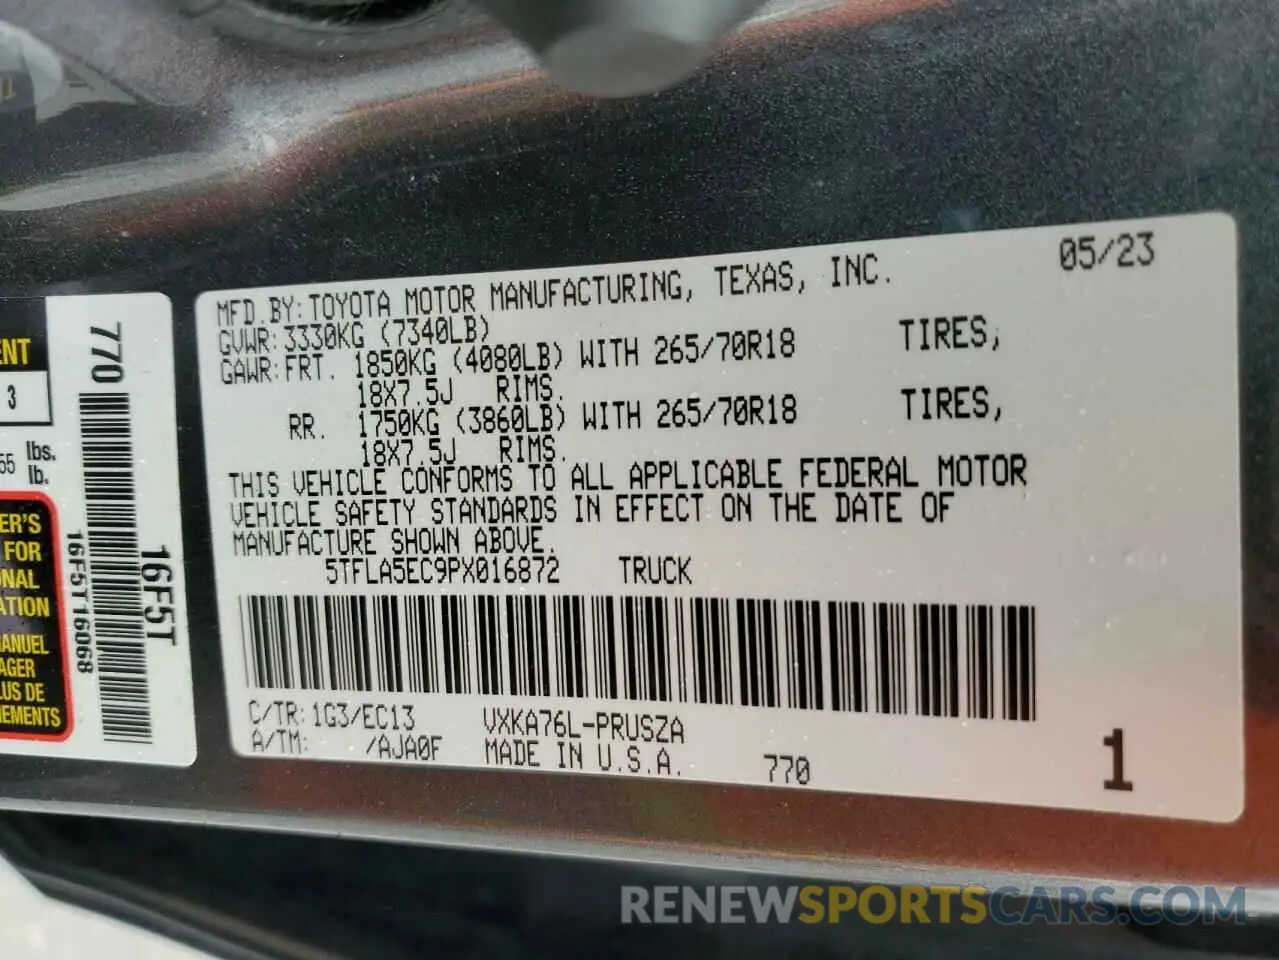 MFD.BY:TOYOTA MOTOR MANUFACTURING, TEXAS, INC. 05/23
GVWR:3330KG (7340LB)
GAWR:FRT. 1850KG (4080LB) WITH 265/70R18 TIRES,
18X7.5J RIMS.
RR. 1750KG (3860LB) WITH 265/70R18 TIRES,
18X7.5J RIMS.
THIS VEHICLE CONFORMS TO ALL APPLICABLE FEDERAL MOTOR
VEHICLE SAFETY STANDARDS IN EFFECT ON THE DATE OF
MANUFACTURE SHOWN ABOVE.
5TFLA5EC9PX016872 TRUCK
C/TR:1G3/EC13 VXKA76L-PRUSZA
A/TM: /AJA0F MADE IN U.S.A. 770
1
770
16F5T
16F5T16068
3
lbs.
lb.
FOR
LUS DE
RENEWSPORTSCARS.COM